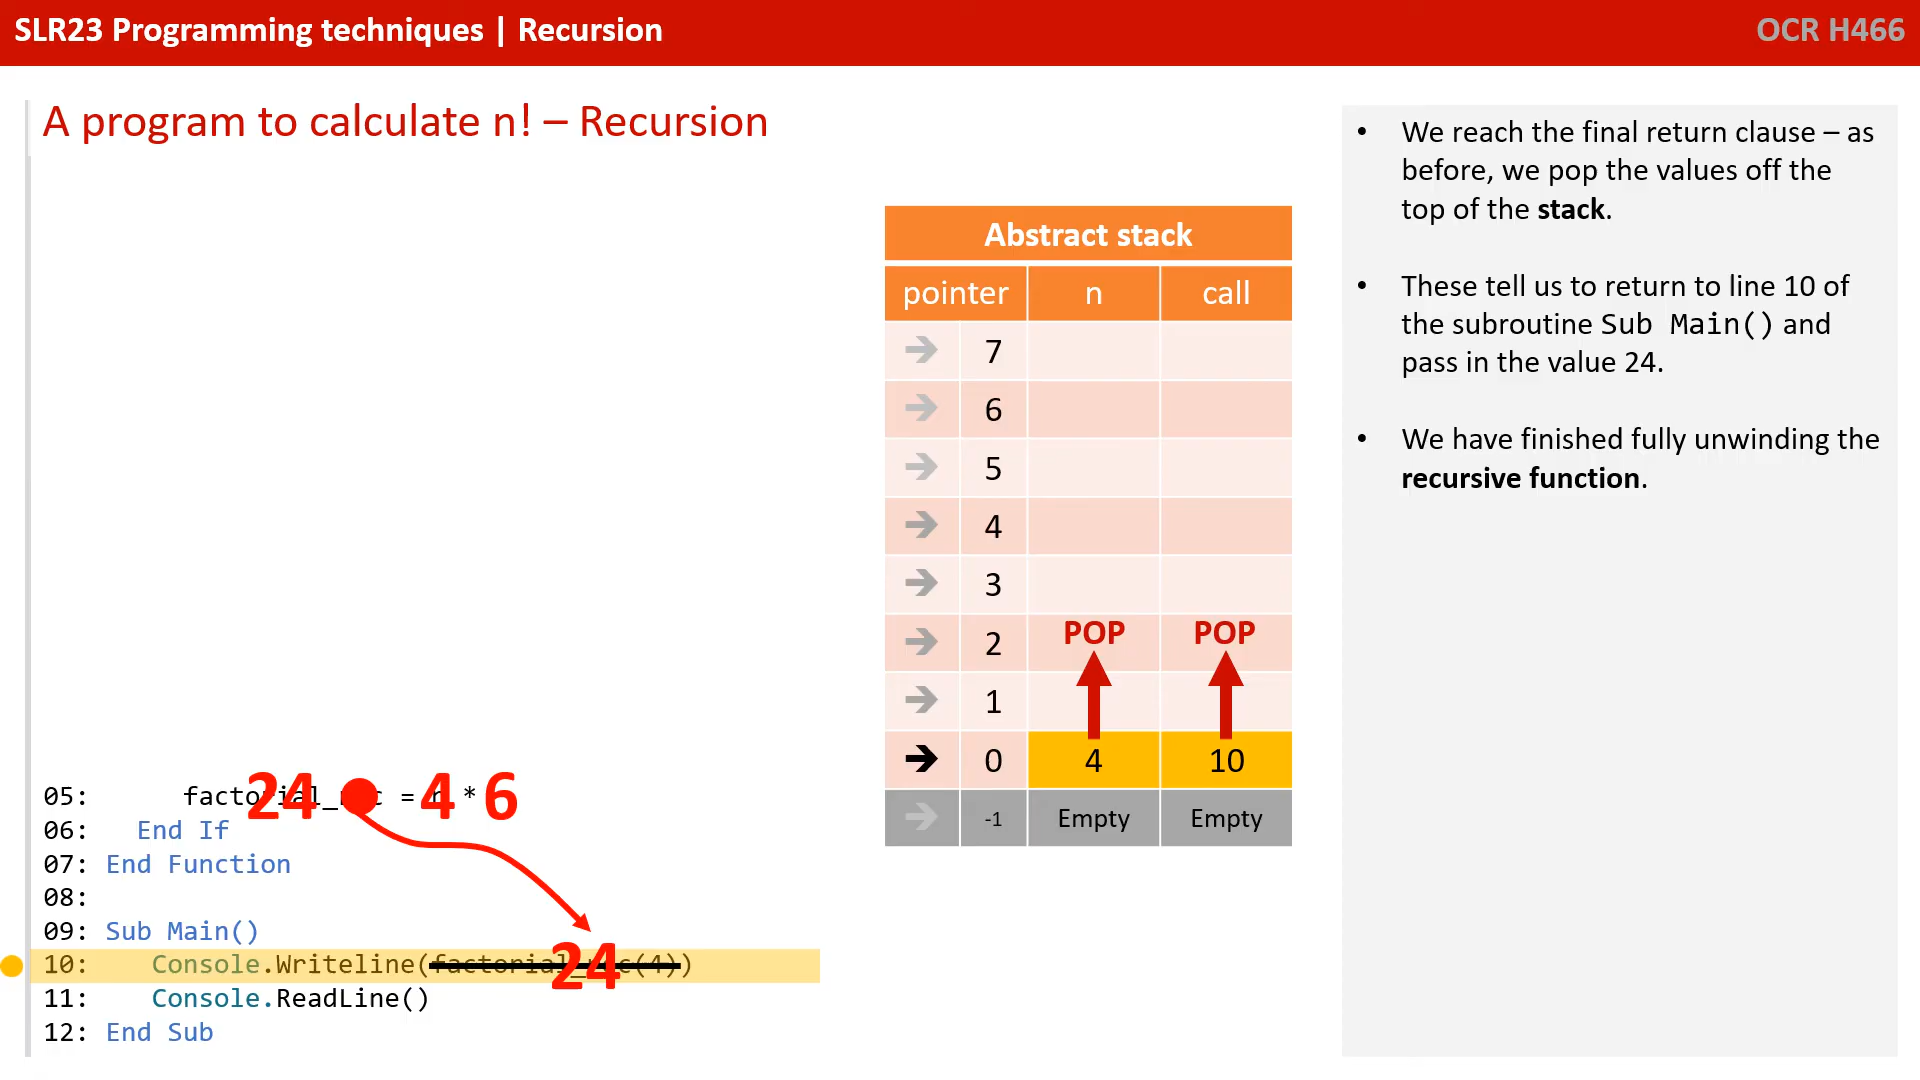 SLR23 Programming techniques | Recursion
OCR H466
A program to calculate n! – Recursion
05: factorial_ c = 4 * 6
24
06: End If
07: End Function
08:
09: Sub Main()
10: Console.Writeline(factorial_ c(4))
24
11: Console.ReadLine()
12: End Sub
Abstract stack
pointer n call
7
6
5
4
3
2 POP POP
1
0 4 10
-1 Empty Empty
• We reach the final return clause – as
before, we pop the values off the
top of the stack.
• These tell us to return to line 10 of
the subroutine Sub Main() and
pass in the value 24.
• We have finished fully unwinding the
recursive function.